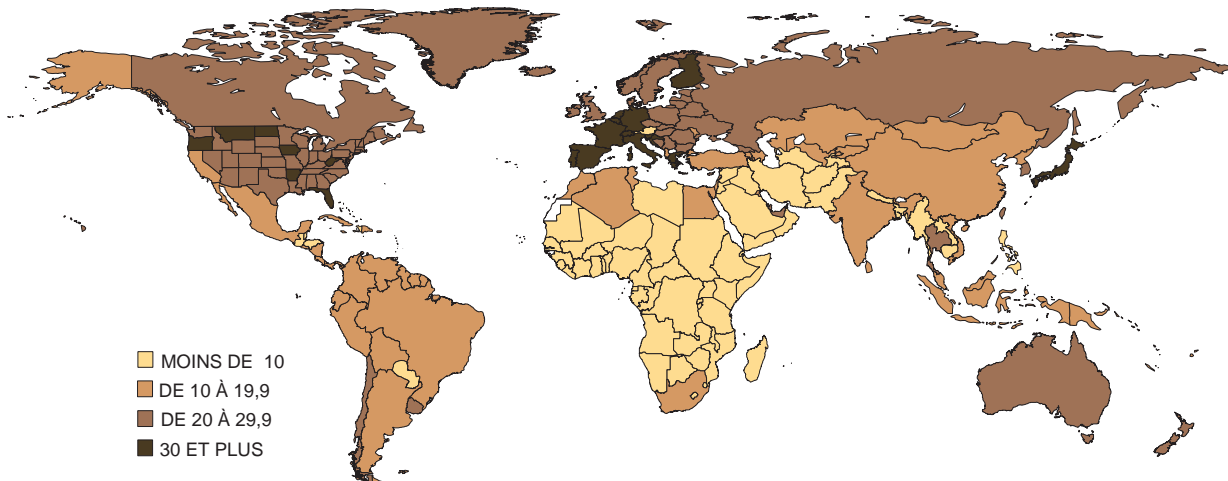 MOINS DE 10
DE 10 À 19,9
DE 20 À 29,9
30 ET PLUS